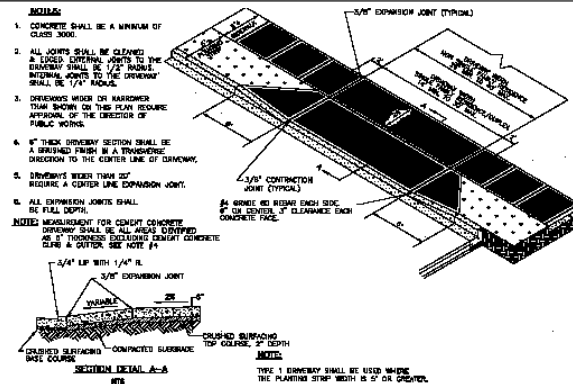 NOTES:
1. CONCRETE SHALL BE A MINIMUM OF
CLASS 3000.
2. ALL JOINTS SHALL BE CLEANED
& EDGED. EXTERNAL JOINTS TO THE
DRIVEWAY SHALL BE 1/2" RADIUS.
INTERNAL JOINTS TO THE DRIVEWAY
SHALL BE 1/4" RADIUS.
3. DRIVEWAYS WIDER OR NARROWER
THAN SHOWN ON THIS PLAN REQUIRE
APPROVAL OF THE DIRECTOR OF
PUBLIC WORKS.
4. 6" THICK DRIVEWAY SECTION SHALL BE
A BRUSHED FINISH IN A TRANSVERSE
DIRECTION TO THE CENTER LINE OF DRIVEWAY.
5. DRIVEWAYS WIDER THAN 20'
REQUIRE A CENTER LINE EXPANSION JOINT.
6. ALL EXPANSION JOINTS SHALL
BE FULL DEPTH.
NOTE: MEASUREMENT FOR CEMENT CONCRETE
DRIVEWAY SHALL BE ALL AREAS IDENTIFIED
AS 6" THICKNESS EXCLUDING CEMENT CONCRETE
CURB & GUTTER. SEE NOTE #4
3/8" EXPANSION JOINT (TYPICAL)
DRIVEWAY WIDTH
DRIVEWAY WIDTH
A
A
6'
6'
3/8" CONTRACTION
JOINT (TYPICAL)
#4 GRADE 60 REBAR EACH SIDE.
6" ON CENTER. 3" CLEARANCE EACH
CONCRETE FACE.
3/4" LIP WITH 1/4" R.
3/8" EXPANSION JOINT
VARIABLE
2%
6"
CRUSHED SURFACING
BASE COURSE
COMPACTED SUBGRADE
CRUSHED SURFACING
TOP COURSE, 2" DEPTH
SECTION DETAIL A-A
NTS
NOTE:
TYPE 1 DRIVEWAY SHALL BE USED WHERE
THE PLANTING STRIP WIDTH IS 5' OR GREATER.